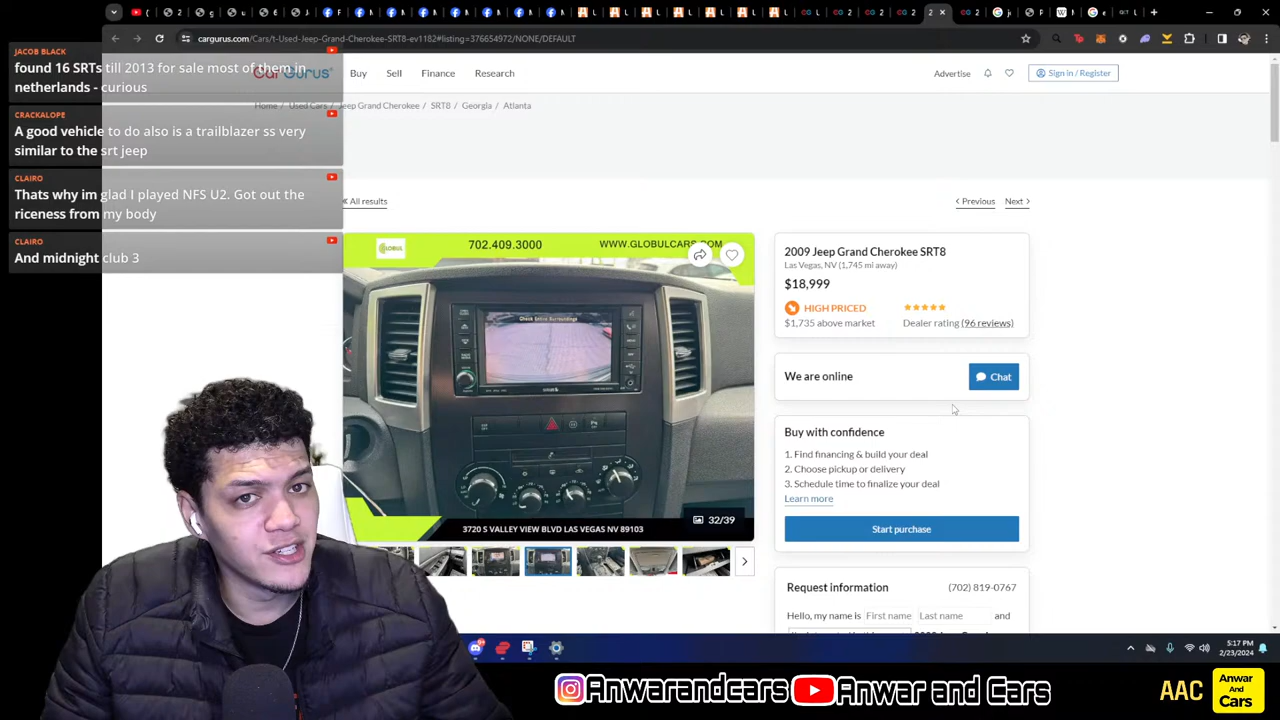 cargurus.com/Cars/t-Used-Jeep-Grand-Cherokee-SRT8-ev1182#listing=376654972/NONE/DEFAULT
JACOB BLACK
found 16 SRTs till 2013 for sale most of them in
netherlands - curious
CRACKALOPE
A good vehicle to do also is a trailblazer ss very
similar to the srt jeep
CLAIRO
Thats why im glad I played NFS U2. Got out the
riceness from my body
CLAIRO
And midnight club 3
Buy Sell Finance Research
Advertise
Sign in / Register
Home / Used Cars / Jeep Grand Cherokee / SRT8 / Georgia / Atlanta
All results
Previous Next
GLOBUL
702.409.3000
WWW.GLOBULCARS.COM
Check Entire Surroundings
3720 S VALLEY VIEW BLVD LAS VEGAS NV 89103
32/39
2009 Jeep Grand Cherokee SRT8
Las Vegas, NV (1,745 mi away)
$18,999
HIGH PRICED
$1,735 above market
Dealer rating (96 reviews)
We are online
Chat
Buy with confidence
1. Find financing & build your deal
2. Choose pickup or delivery
3. Schedule time to finalize your deal
Learn more
Start purchase
Request information
(702) 819-0767
Hello, my name is First name Last name and
5:17 PM
2/23/2024
@Anwarandcars
Anwar and Cars
AAC
Anwar
And
Cars